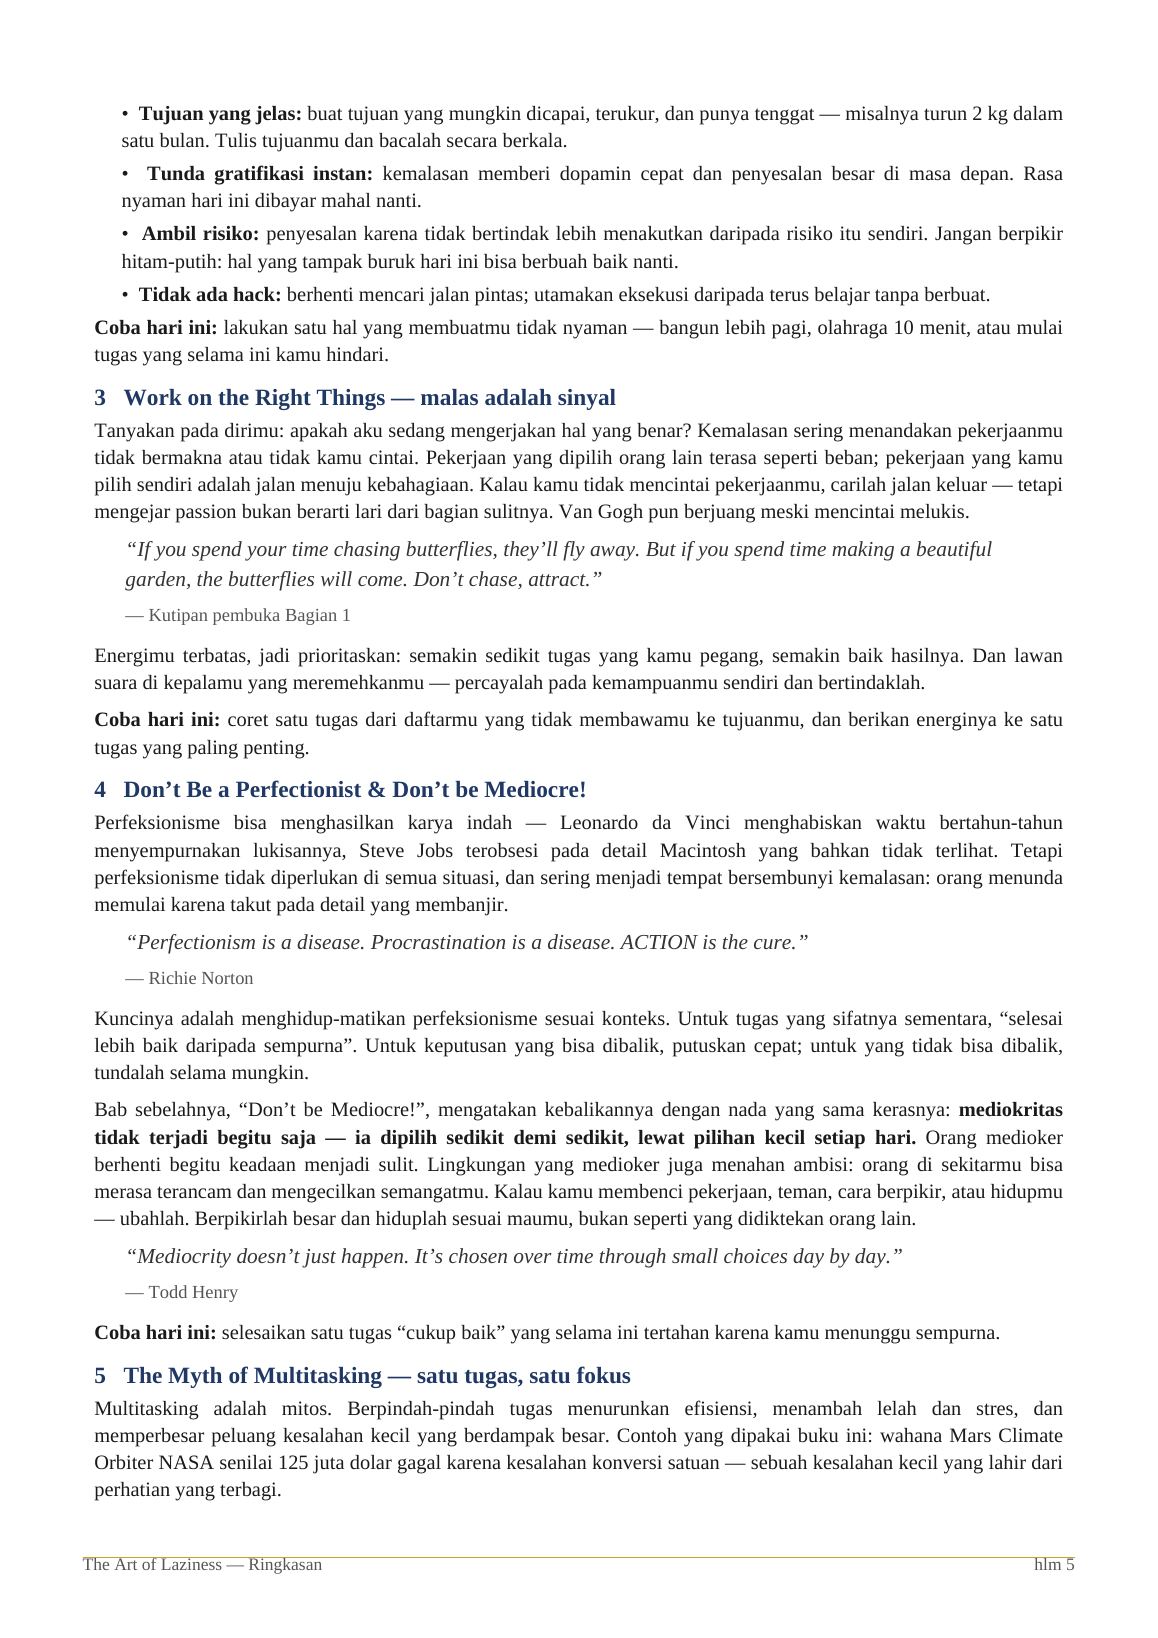 • Tujuan yang jelas: buat tujuan yang mungkin dicapai, terukur, dan punya tenggat — misalnya turun 2 kg dalam
satu bulan. Tulis tujuanmu dan bacalah secara berkala.
• Tunda gratifikasi instan: kemalasan memberi dopamin cepat dan penyesalan besar di masa depan. Rasa
nyaman hari ini dibayar mahal nanti.
• Ambil risiko: penyesalan karena tidak bertindak lebih menakutkan daripada risiko itu sendiri. Jangan berpikir
hitam-putih: hal yang tampak buruk hari ini bisa berbuah baik nanti.
• Tidak ada hack: berhenti mencari jalan pintas; utamakan eksekusi daripada terus belajar tanpa berbuat.
Coba hari ini: lakukan satu hal yang membuatmu tidak nyaman — bangun lebih pagi, olahraga 10 menit, atau mulai
tugas yang selama ini kamu hindari.
3 Work on the Right Things — malas adalah sinyal
Tanyakan pada dirimu: apakah aku sedang mengerjakan hal yang benar? Kemalasan sering menandakan pekerjaanmu
tidak bermakna atau tidak kamu cintai. Pekerjaan yang dipilih orang lain terasa seperti beban; pekerjaan yang kamu
pilih sendiri adalah jalan menuju kebahagiaan. Kalau kamu tidak mencintai pekerjaanmu, carilah jalan keluar — tetapi
mengejar passion bukan berarti lari dari bagian sulitnya. Van Gogh pun berjuang meski mencintai melukis.
“If you spend your time chasing butterflies, they’ll fly away. But if you spend time making a beautiful
garden, the butterflies will come. Don’t chase, attract.”
— Kutipan pembuka Bagian 1
Energimu terbatas, jadi prioritaskan: semakin sedikit tugas yang kamu pegang, semakin baik hasilnya. Dan lawan
suara di kepalamu yang meremehkanmu — percayalah pada kemampuanmu sendiri dan bertindaklah.
Coba hari ini: coret satu tugas dari daftarmu yang tidak membawamu ke tujuanmu, dan berikan energinya ke satu
tugas yang paling penting.
4 Don’t Be a Perfectionist & Don’t be Mediocre!
Perfeksionisme bisa menghasilkan karya indah — Leonardo da Vinci menghabiskan waktu bertahun-tahun
menyempurnakan lukisannya, Steve Jobs terobsesi pada detail Macintosh yang bahkan tidak terlihat. Tetapi
perfeksionisme tidak diperlukan di semua situasi, dan sering menjadi tempat bersembunyi kemalasan: orang menunda
memulai karena takut pada detail yang membanjir.
“Perfectionism is a disease. Procrastination is a disease. ACTION is the cure.”
— Richie Norton
Kuncinya adalah menghidup-matikan perfeksionisme sesuai konteks. Untuk tugas yang sifatnya sementara, “selesai
lebih baik daripada sempurna”. Untuk keputusan yang bisa dibalik, putuskan cepat; untuk yang tidak bisa dibalik,
tundalah selama mungkin.
Bab sebelahnya, “Don’t be Mediocre!”, mengatakan kebalikannya dengan nada yang sama kerasnya: mediokritas
tidak terjadi begitu saja — ia dipilih sedikit demi sedikit, lewat pilihan kecil setiap hari. Orang medioker
berhenti begitu keadaan menjadi sulit. Lingkungan yang medioker juga menahan ambisi: orang di sekitarmu bisa
merasa terancam dan mengecilkan semangatmu. Kalau kamu membenci pekerjaan, teman, cara berpikir, atau hidupmu
— ubahlah. Berpikirlah besar dan hiduplah sesuai maumu, bukan seperti yang didiktekan orang lain.
“Mediocrity doesn’t just happen. It’s chosen over time through small choices day by day.”
— Todd Henry
Coba hari ini: selesaikan satu tugas “cukup baik” yang selama ini tertahan karena kamu menunggu sempurna.
5 The Myth of Multitasking — satu tugas, satu fokus
Multitasking adalah mitos. Berpindah-pindah tugas menurunkan efisiensi, menambah lelah dan stres, dan
memperbesar peluang kesalahan kecil yang berdampak besar. Contoh yang dipakai buku ini: wahana Mars Climate
Orbiter NASA senilai 125 juta dolar gagal karena kesalahan konversi satuan — sebuah kesalahan kecil yang lahir dari
perhatian yang terbagi.
The Art of Laziness — Ringkasan
hlm 5